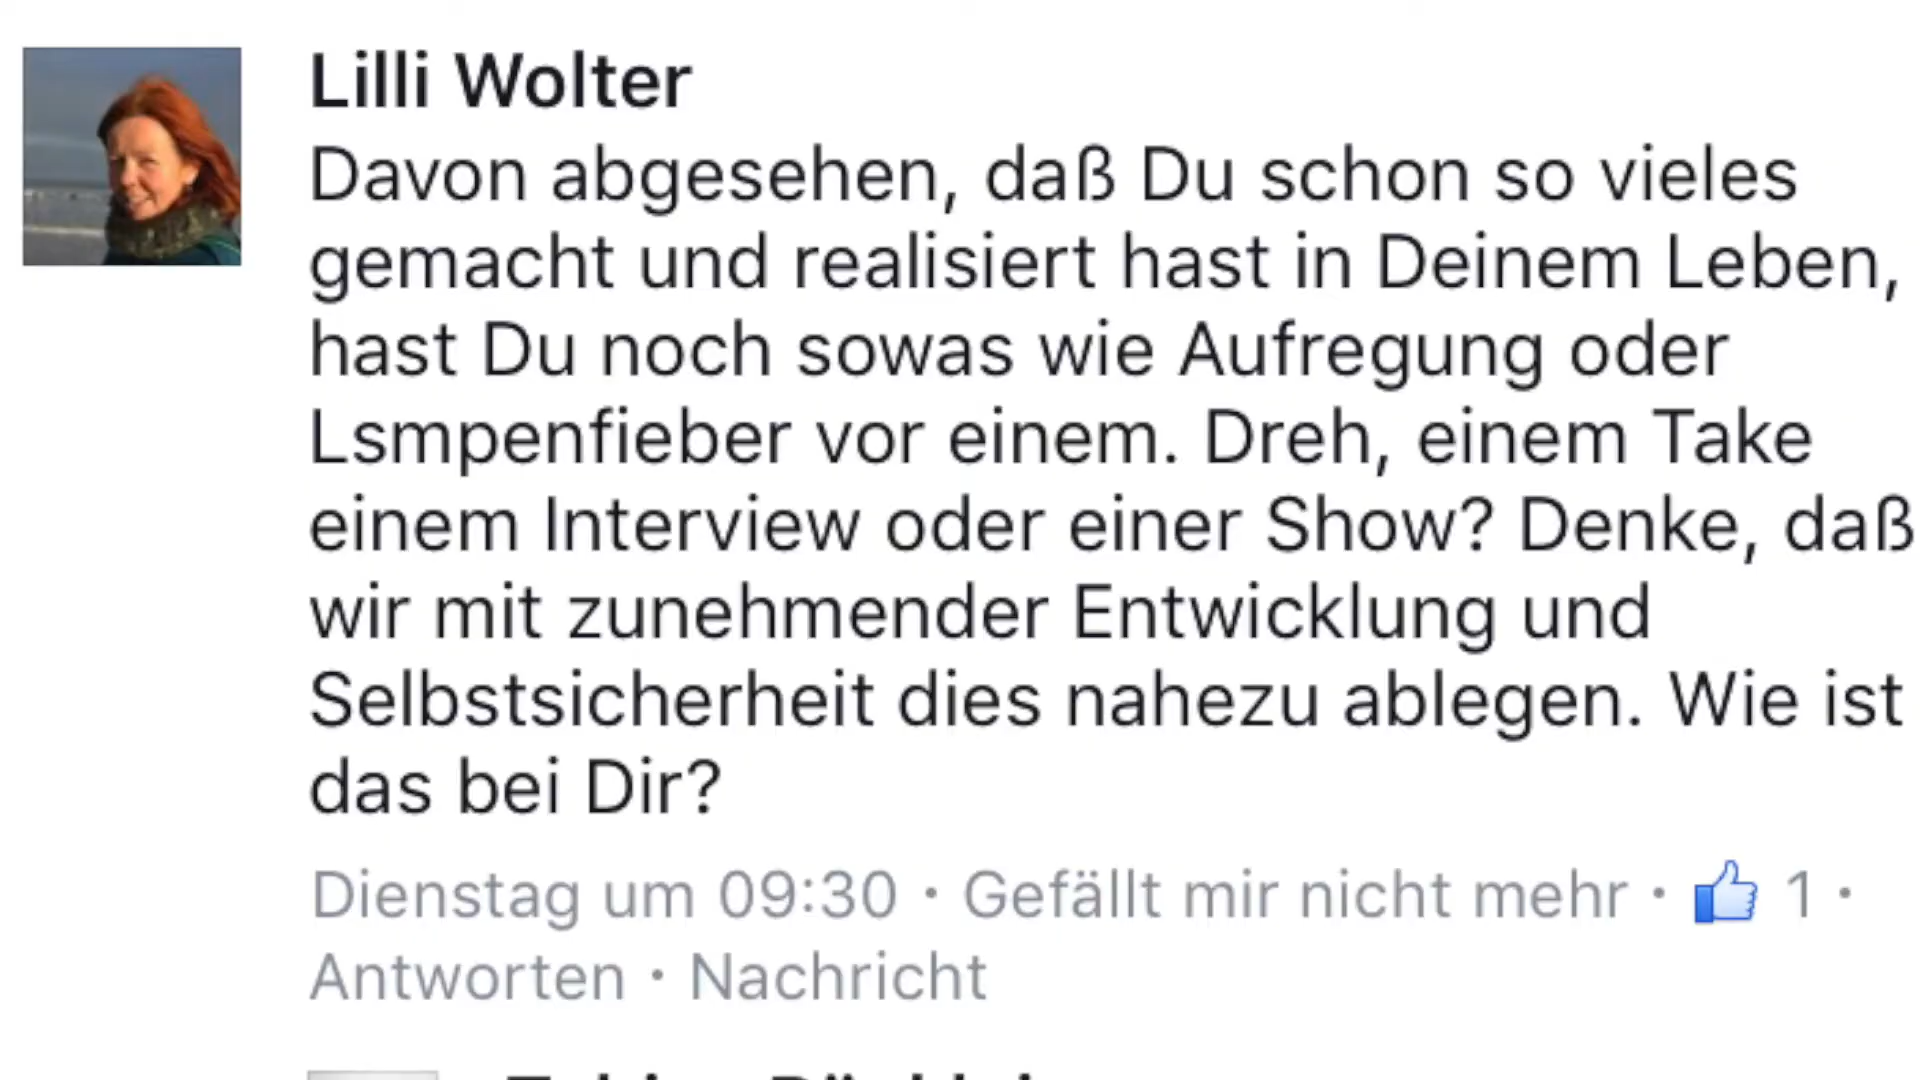 Lilli Wolter
Davon abgesehen, daß Du schon so vieles
gemacht und realisiert hast in Deinem Leben,
hast Du noch sowas wie Aufregung oder
Lsmpenfieber vor einem. Dreh, einem Take
einem Interview oder einer Show? Denke, daß
wir mit zunehmender Entwicklung und
Selbstsicherheit dies nahezu ablegen. Wie ist
das bei Dir?
Dienstag um 09:30 · Gefällt mir nicht mehr · 1 ·
Antworten · Nachricht